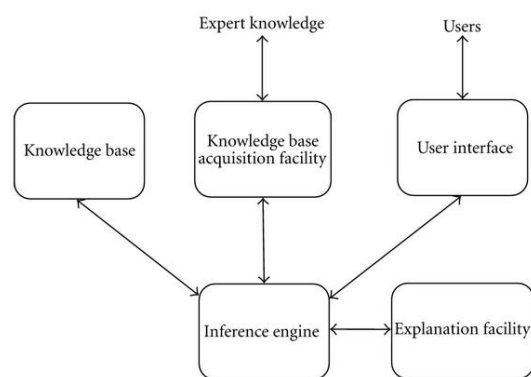 Expert knowledge
Users
Knowledge base
Knowledge base
acquisition facility
User interface
Inference engine
Explanation facility